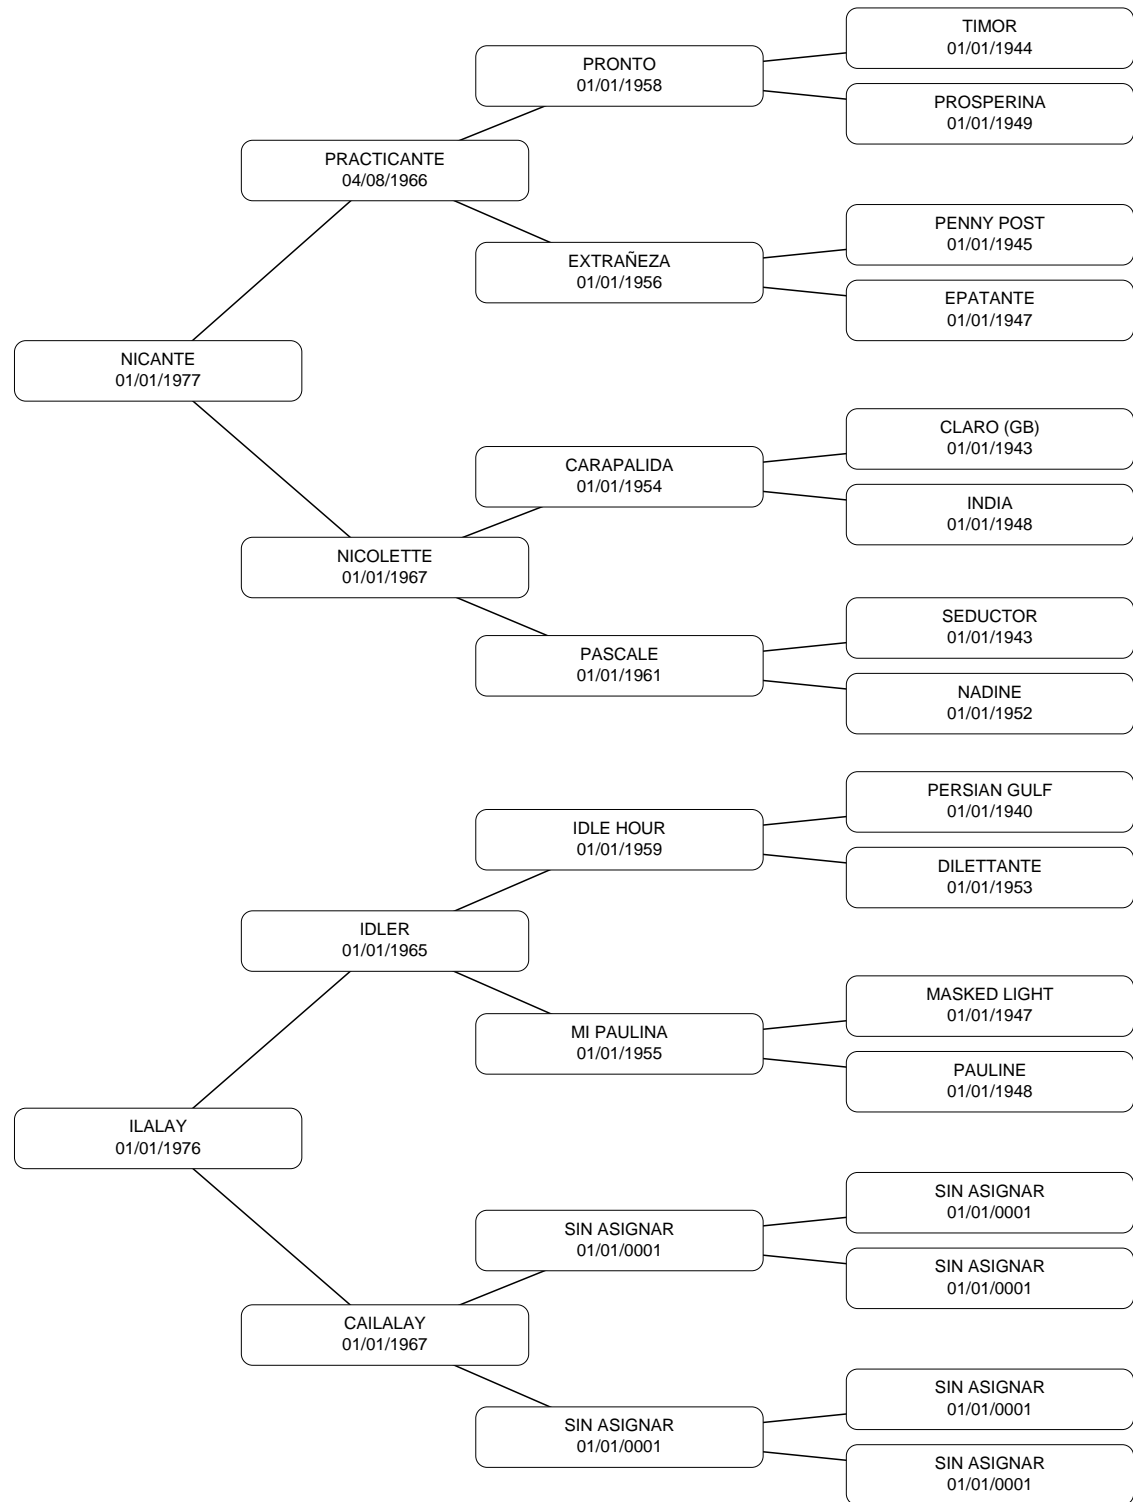 TIMOR
01/01/1944
PRONTO
01/01/1958
PROSPERINA
01/01/1949
PRACTICANTE
04/08/1966
PENNY POST
01/01/1945
EXTRAÑEZA
01/01/1956
EPATANTE
01/01/1947
NICANTE
01/01/1977
CLARO (GB)
01/01/1943
CARAPALIDA
01/01/1954
INDIA
01/01/1948
NICOLETTE
01/01/1967
SEDUCTOR
01/01/1943
PASCALE
01/01/1961
NADINE
01/01/1952
PERSIAN GULF
01/01/1940
IDLE HOUR
01/01/1959
DILETTANTE
01/01/1953
IDLER
01/01/1965
MASKED LIGHT
01/01/1947
MI PAULINA
01/01/1955
PAULINE
01/01/1948
ILALAY
01/01/1976
SIN ASIGNAR
01/01/0001
SIN ASIGNAR
01/01/0001
SIN ASIGNAR
01/01/0001
CAILALAY
01/01/1967
SIN ASIGNAR
01/01/0001
SIN ASIGNAR
01/01/0001
SIN ASIGNAR
01/01/0001